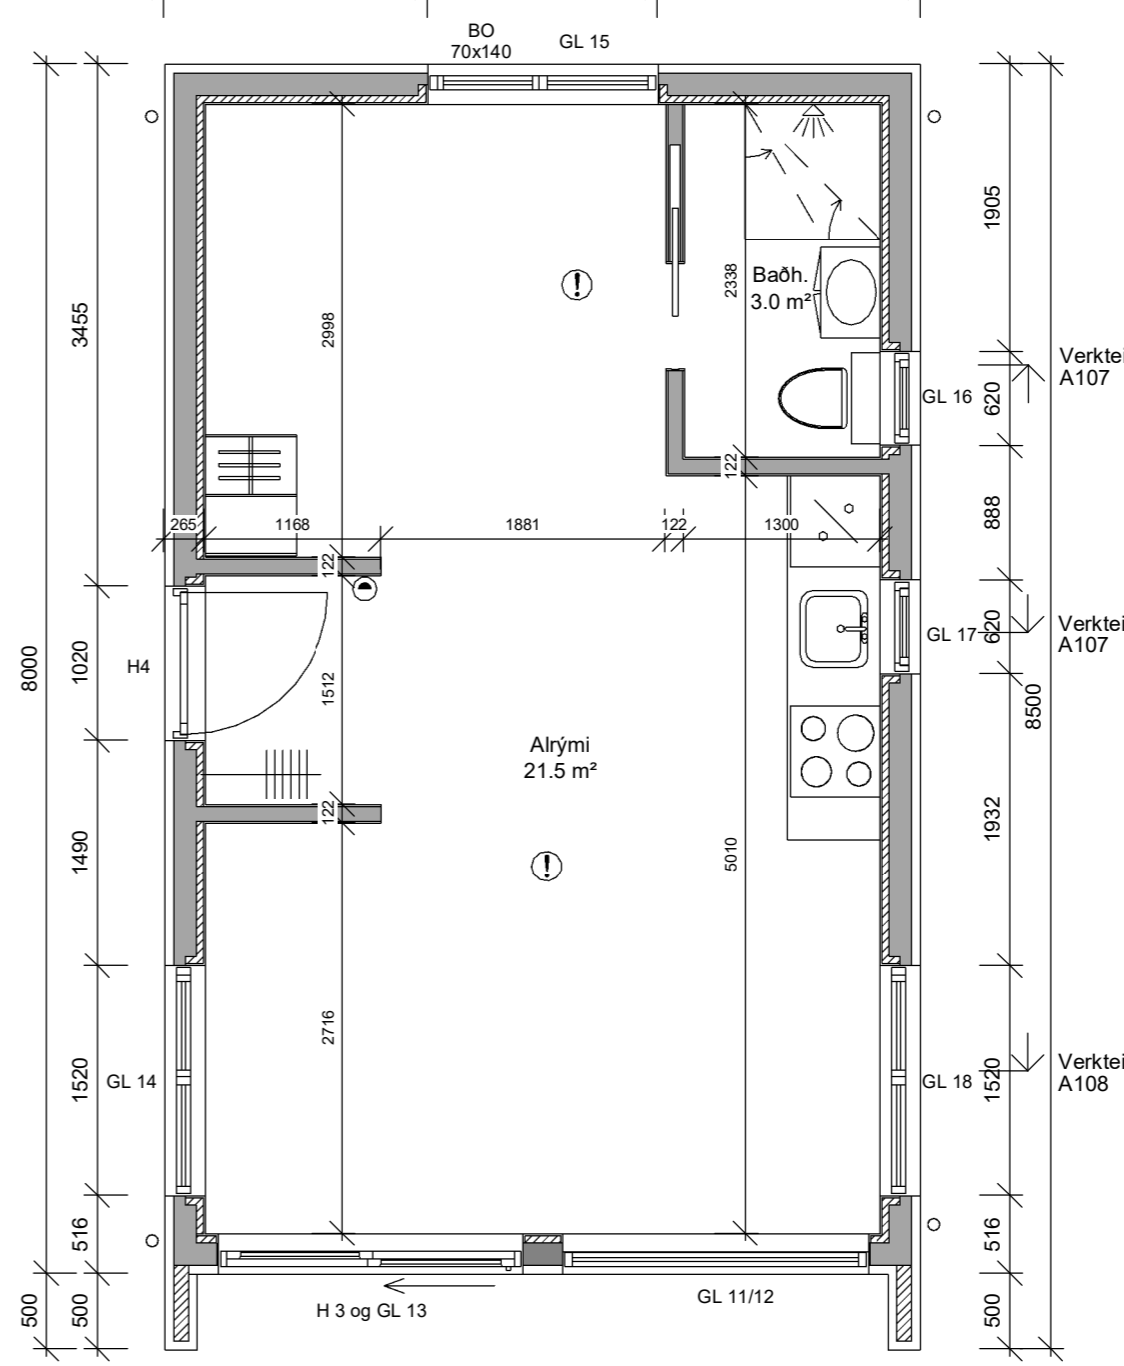 BO
70x140
GL 15
1905
3455
2998
2338
Baðh.
3.0 m²
Verktei
A107
GL 16
620
122
888
265
1168
1881
122
1300
122
8000
1020
H4
1512
GL 17
620
Verktei
A107
8500
Alrými
21.5 m²
122
1490
5010
1932
2716
1520
GL 14
GL 18
1520
Verktei
A108
516
516
500
500
H 3 og GL 13
GL 11/12
500